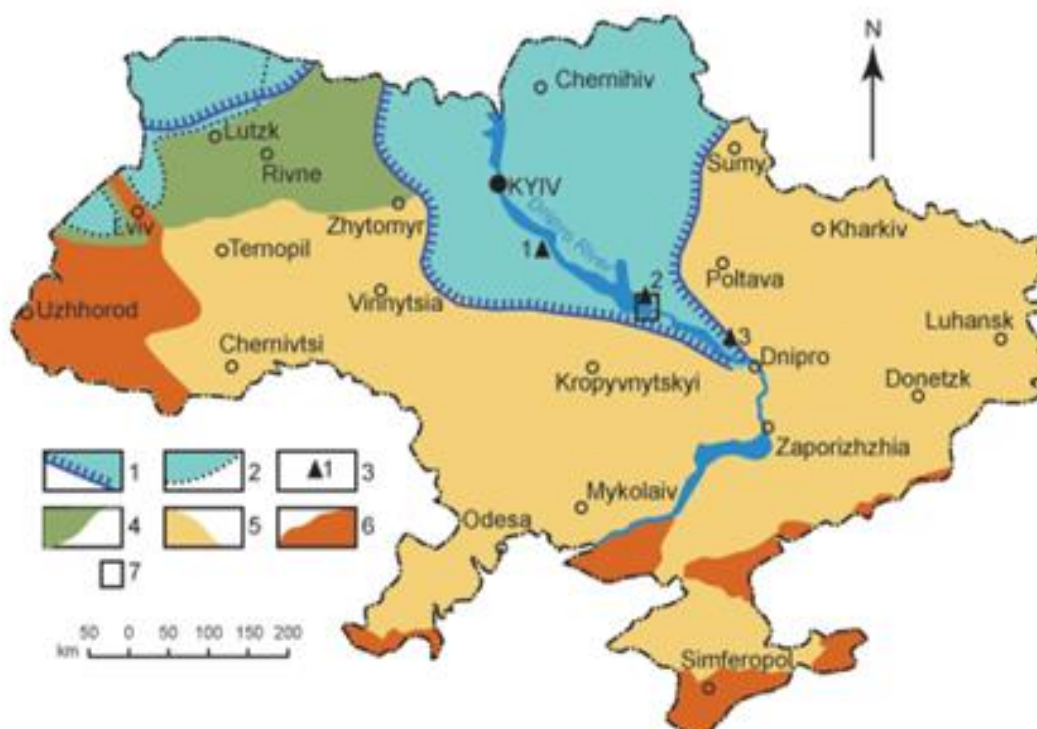 N
Chernihiv
Lutzk
Rivne
Sumy
KYIV
Lviv
Zhytomyr
Dnipro River
Kharkiv
Ternopil
1
Poltava
Uzhhorod
Vinnytsia
2
Luhansk
3
Chernivtsi
Dnipro
Kropyvnytskyi
Donetzk
Zaporizhzhia
1 2 1 3
Mykolaiv
Odesa
4 5 6
7
50 0 50 100 150 200
km
Simferopol